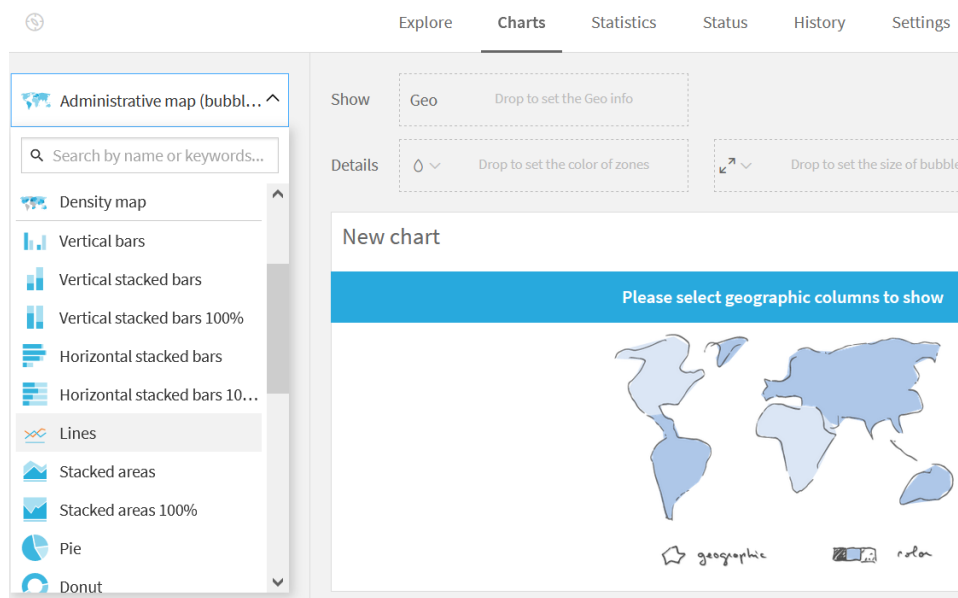 Explore Charts Statistics Status History Settings
Administrative map (bubbl...
Search by name or keywords...
Density map
Vertical bars
Vertical stacked bars
Vertical stacked bars 100%
Horizontal stacked bars
Horizontal stacked bars 10...
Lines
Stacked areas
Stacked areas 100%
Pie
Donut
Show Geo Drop to set the Geo info
Details Drop to set the color of zones Drop to set the size of bubble
New chart
Please select geographic columns to show
geographic color